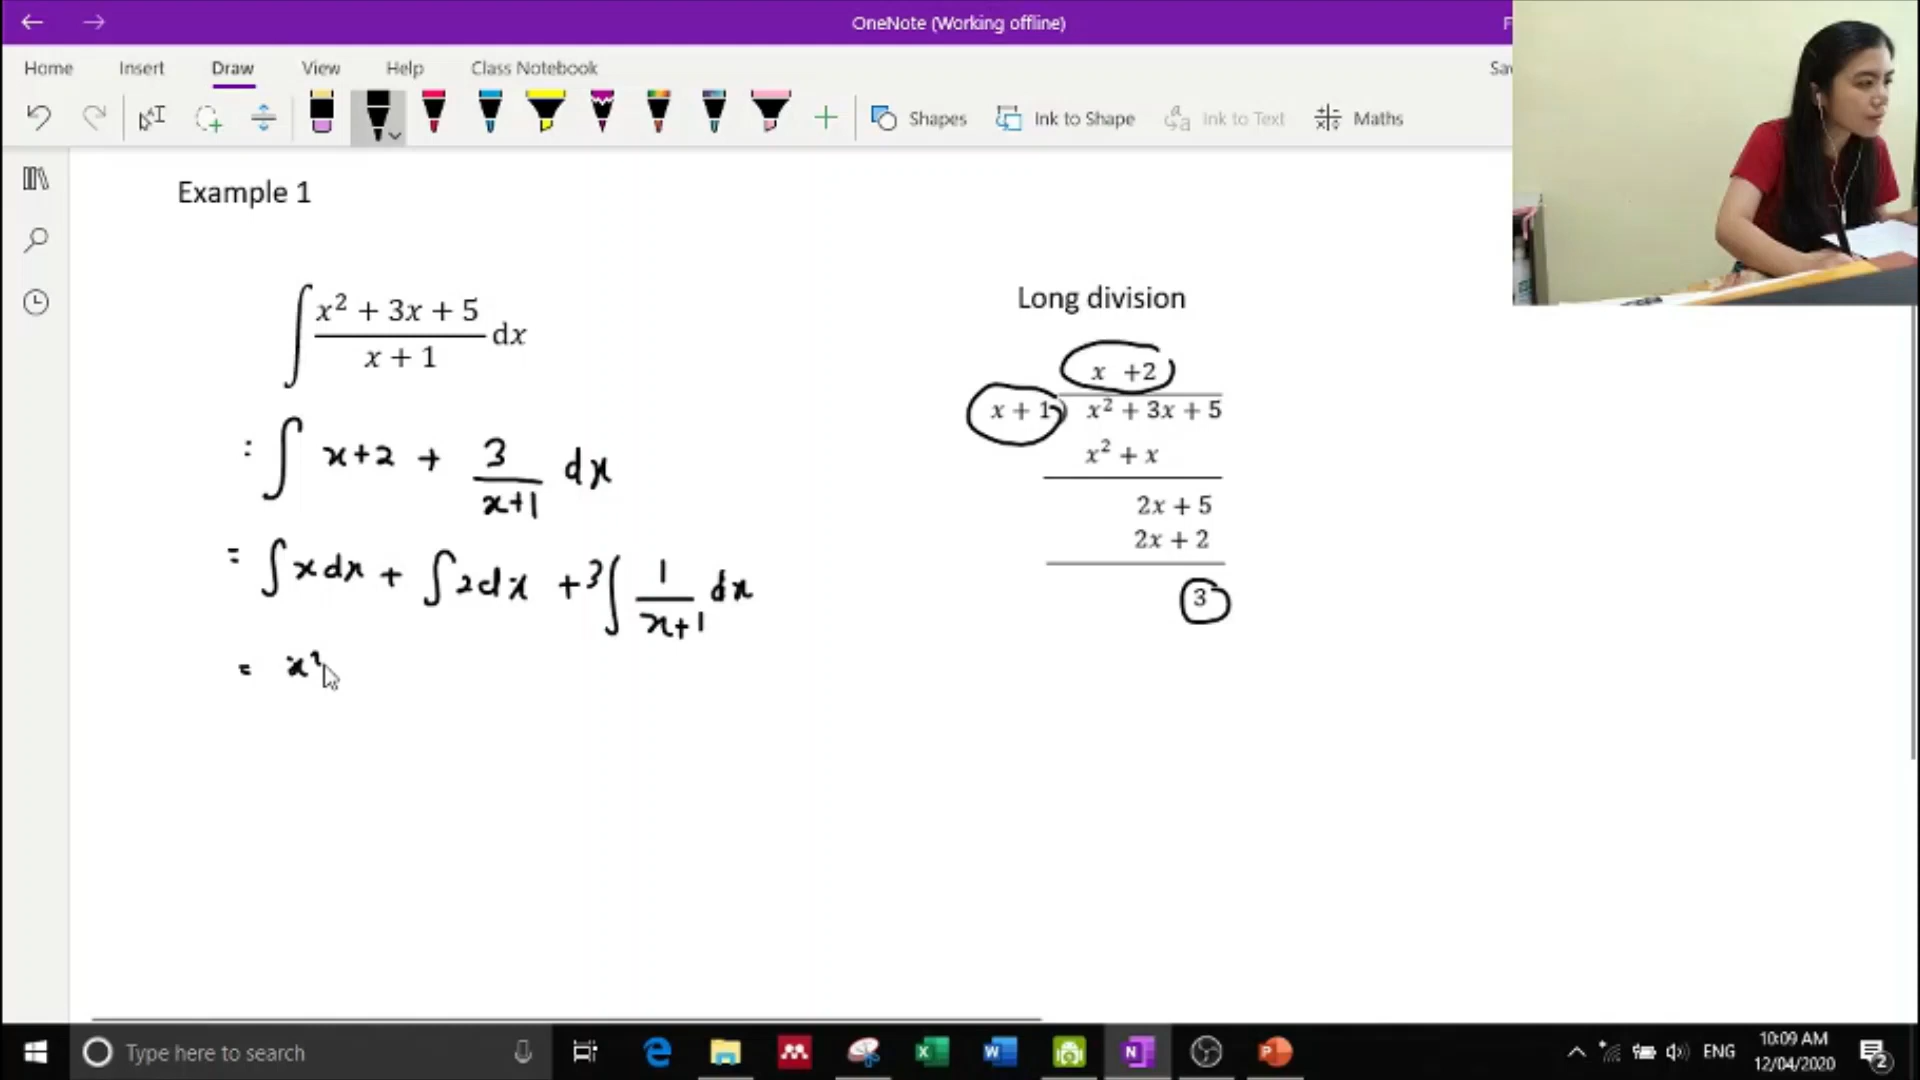 OneNote (Working offline)
Home Insert Draw View Help Class Notebook
Shapes Ink to Shape Ink to Text Maths
Example 1
∫ (x² + 3x + 5)/(x + 1) dx
= ∫ x+2 + 3/(x+1) dx
= ∫ x dx + ∫ 2 dx + 3 ∫ 1/(x+1) dx
= x²
Long division
x +2
x + 1 x² + 3x + 5
x² + x
2x + 5
2x + 2
3
Type here to search
ENG
10:09 AM
12/04/2020
2